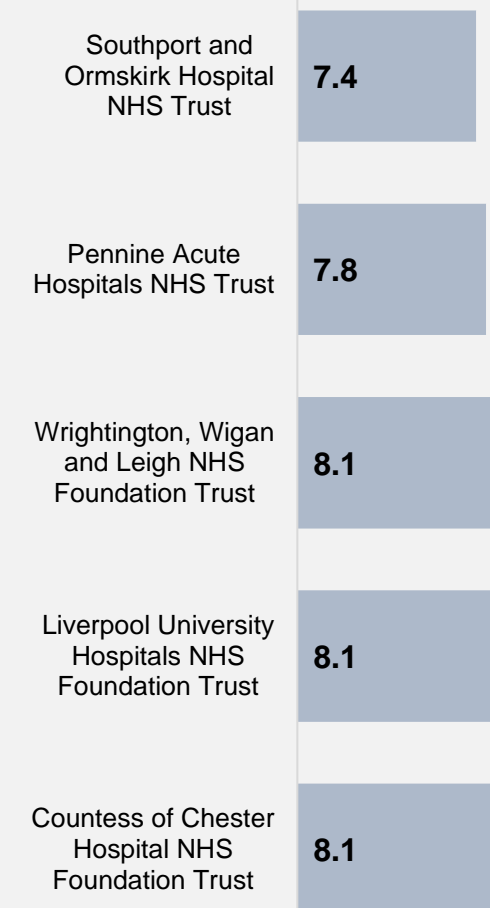 Southport and
Ormskirk Hospital
NHS Trust
7.4
Pennine Acute
Hospitals NHS Trust
7.8
Wrightington, Wigan
and Leigh NHS
Foundation Trust
8.1
Liverpool University
Hospitals NHS
Foundation Trust
8.1
Countess of Chester
Hospital NHS
Foundation Trust
8.1